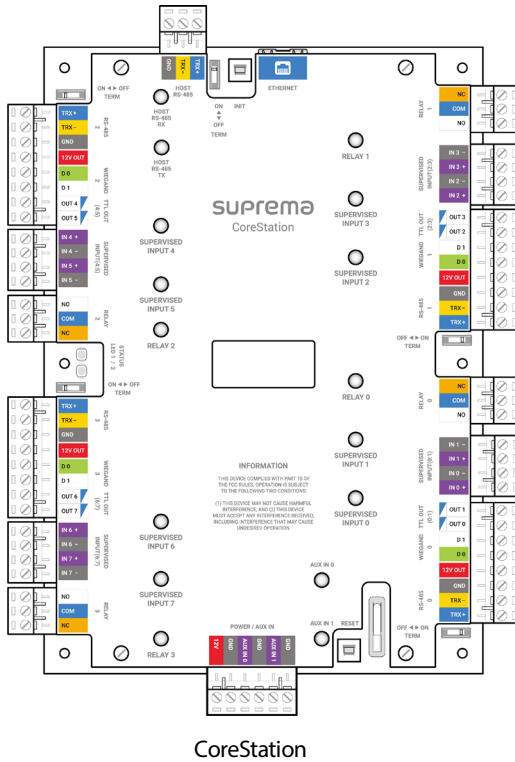 GND
TRX −
TRX +
HOST
RS-485
ON ◄► OFF
TERM
ON
▲
▼
OFF
TERM
INIT
ETHERNET
HOST
RS-485
RX
HOST
RS-485
TX
suprema
CoreStation
TRX +
TRX −
GND
RS-485
2
12V OUT
D 0
D 1
WIEGAND
2
OUT 4
OUT 5
TTL OUT
(4:5)
IN 4 +
IN 4 −
IN 5 +
IN 5 −
SUPERVISED
INPUT(4:5)
NO
COM
NC
RELAY
2
STATUS
LED 1 / 2
ON ◄► OFF
TERM
TRX +
TRX −
GND
RS-485
3
12V OUT
D 0
D 1
WIEGAND
3
OUT 6
OUT 7
TTL OUT
(6:7)
IN 6 +
IN 6 −
IN 7 +
IN 7 −
SUPERVISED
INPUT(6:7)
NO
COM
NC
RELAY
3
SUPERVISED
INPUT 4
SUPERVISED
INPUT 5
RELAY 2
SUPERVISED
INPUT 6
SUPERVISED
INPUT 7
RELAY 3
INFORMATION
THIS DEVICE COMPLIES WITH PART 15 OF
THE FCC RULES. OPERATION IS SUBJECT
TO THE FOLLOWING TWO CONDITIONS:
(1) THIS DEVICE MAY NOT CAUSE HARMFUL
INTERFERENCE, AND (2) THIS DEVICE
MUST ACCEPT ANY INTERFERENCE RECEIVED,
INCLUDING INTERFERENCE THAT MAY CAUSE
UNDESIRED OPERATION.
RELAY 1
SUPERVISED
INPUT 3
SUPERVISED
INPUT 2
RELAY 0
SUPERVISED
INPUT 1
SUPERVISED
INPUT 0
AUX IN 0
AUX IN 1
RESET
RELAY
1
NC
COM
NO
SUPERVISED
INPUT(2:3)
IN 3 −
IN 3 +
IN 2 −
IN 2 +
TTL OUT
(2:3)
OUT 3
OUT 2
WIEGAND
1
D 1
D 0
12V OUT
RS-485
1
GND
TRX −
TRX +
OFF ◄► ON
TERM
RELAY
0
NC
COM
NO
SUPERVISED
INPUT(0:1)
IN 1 −
IN 1 +
IN 0 −
IN 0 +
TTL OUT
(0:1)
OUT 1
OUT 0
WIEGAND
0
D 1
D 0
12V OUT
RS-485
0
GND
TRX −
TRX +
OFF ◄► ON
TERM
POWER / AUX IN
12V
GND
AUX IN 0
GND
AUX IN 1
GND
CoreStation